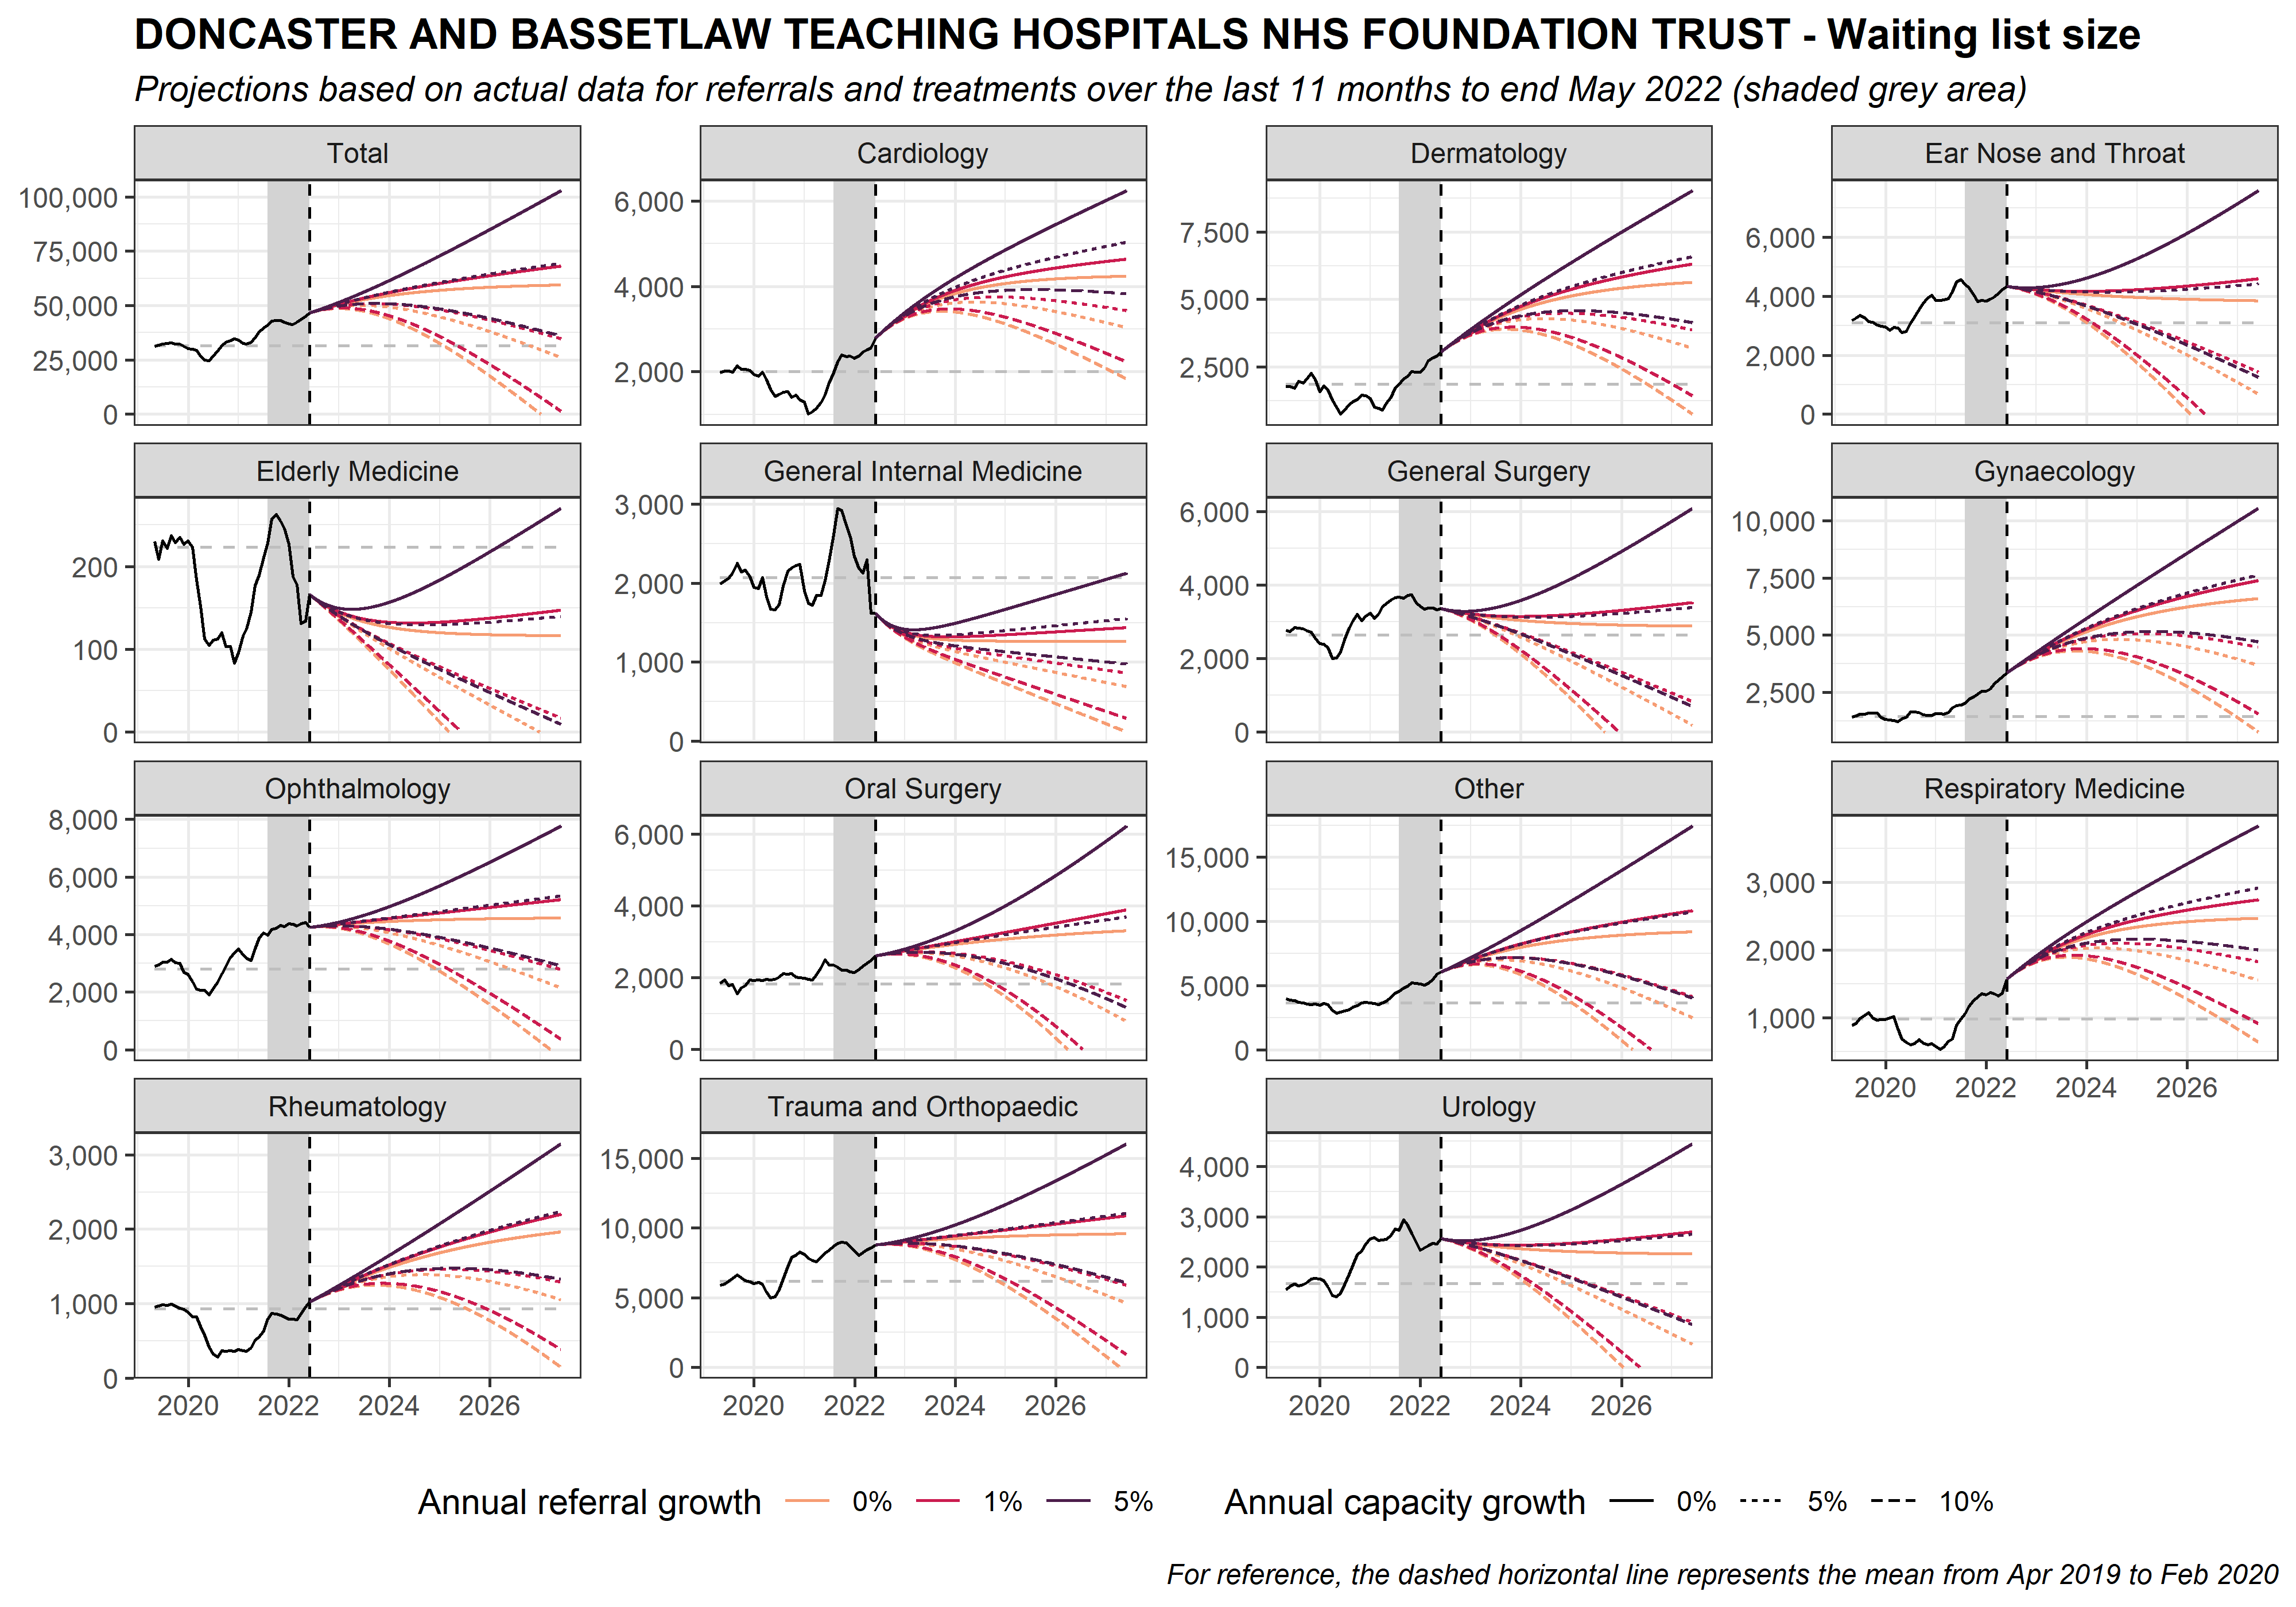 DONCASTER AND BASSETLAW TEACHING HOSPITALS NHS FOUNDATION TRUST - Waiting list size
Projections based on actual data for referrals and treatments over the last 11 months to end May 2022 (shaded grey area)
Total
100,000
75,000
50,000
25,000
0
Cardiology
6,000
4,000
2,000
Dermatology
7,500
5,000
2,500
Ear Nose and Throat
6,000
4,000
2,000
0
Elderly Medicine
200
100
0
General Internal Medicine
3,000
2,000
1,000
0
General Surgery
6,000
4,000
2,000
0
Gynaecology
10,000
7,500
5,000
2,500
Ophthalmology
8,000
6,000
4,000
2,000
0
Oral Surgery
6,000
4,000
2,000
0
Other
15,000
10,000
5,000
0
Respiratory Medicine
3,000
2,000
1,000
2020 2022 2024 2026
Rheumatology
3,000
2,000
1,000
0
2020 2022 2024 2026
Trauma and Orthopaedic
15,000
10,000
5,000
0
2020 2022 2024 2026
Urology
4,000
3,000
2,000
1,000
0
2020 2022 2024 2026
Annual referral growth 0% 1% 5% Annual capacity growth 0% 5% 10%
For reference, the dashed horizontal line represents the mean from Apr 2019 to Feb 2020